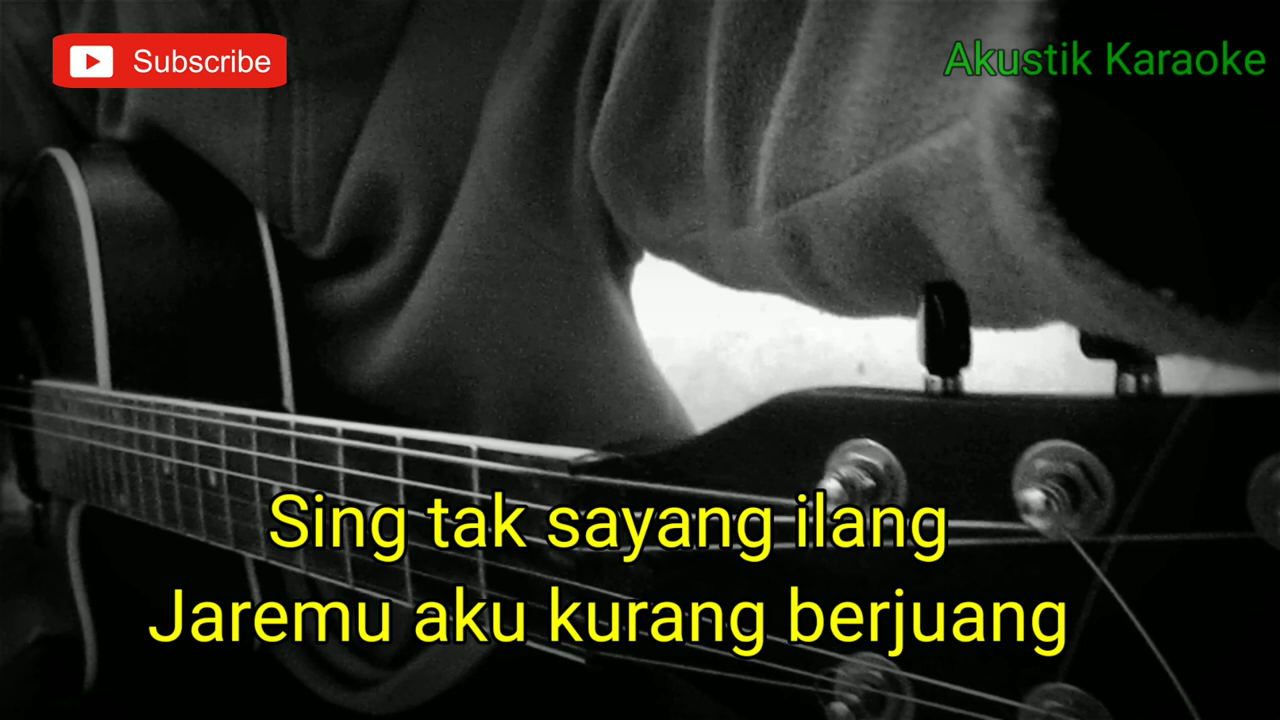 Subscribe
Akustik Karaoke
Sing tak sayang ilang
Jaremu aku kurang berjuang